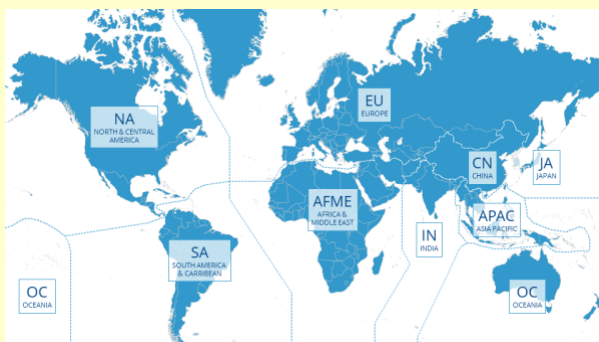 NA
NORTH & CENTRAL
AMERICA
EU
EUROPE
CN
CHINA
JA
JAPAN
AFME
AFRICA &
MIDDLE EAST
APAC
ASIA PACIFIC
IN
INDIA
SA
SOUTH AMERICA
& CARRIBEAN
OC
OCEANIA
OC
OCEANIA